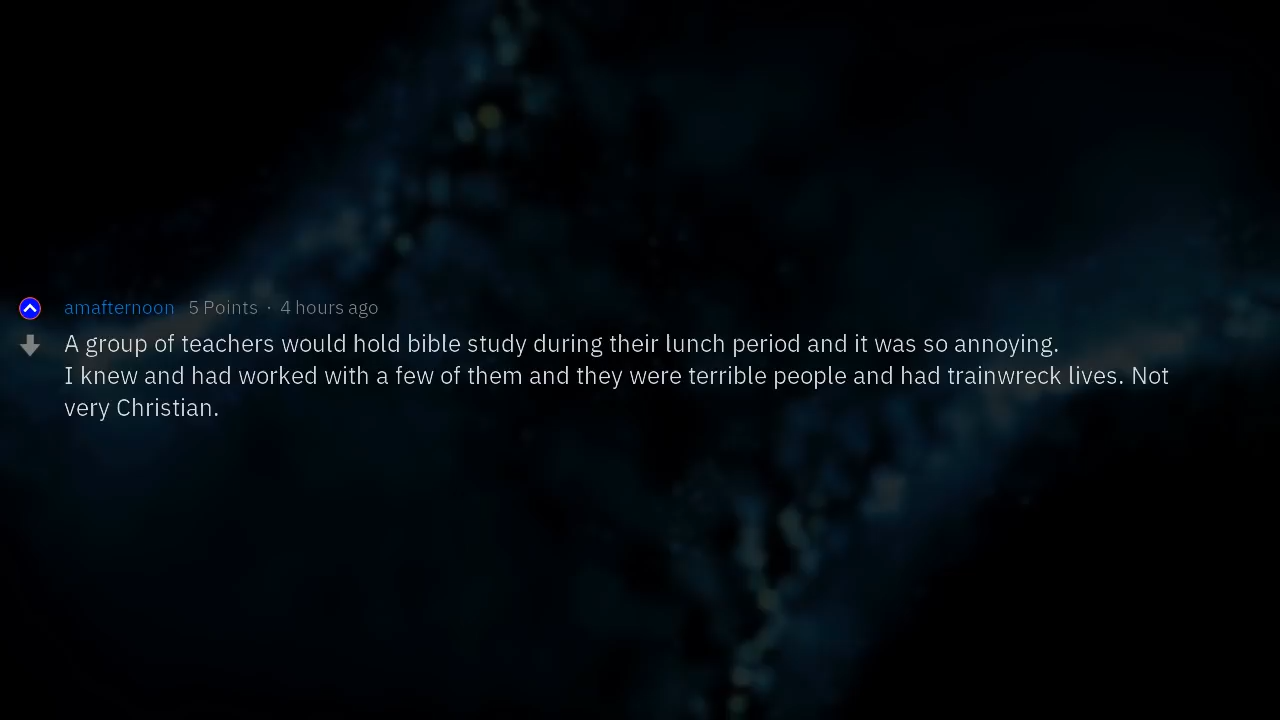 amafternoon 5 Points · 4 hours ago
A group of teachers would hold bible study during their lunch period and it was so annoying.
I knew and had worked with a few of them and they were terrible people and had trainwreck lives. Not
very Christian.